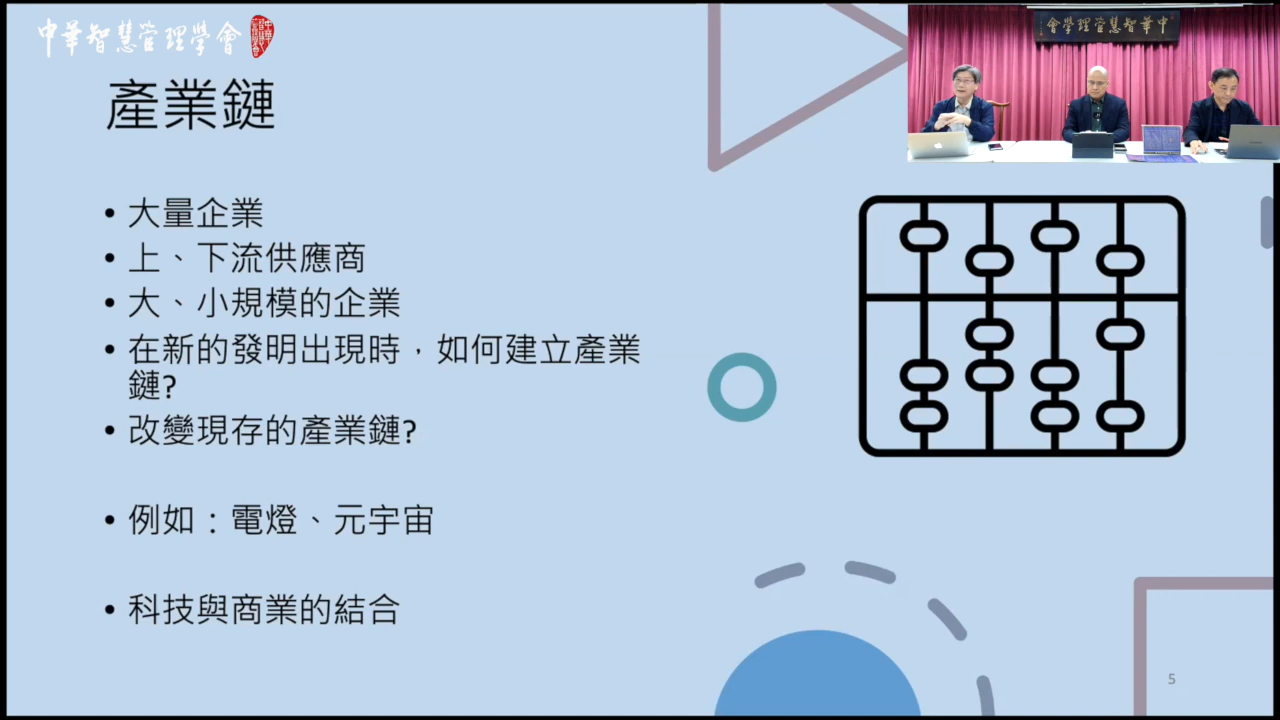 中華智慧管理學會
會學理管慧智華中
產業鏈
• 大量企業
• 上、下流供應商
• 大、小規模的企業
• 在新的發明出現時，如何建立產業
鏈?
• 改變現存的產業鏈?
• 例如：電燈、元宇宙
• 科技與商業的結合
5